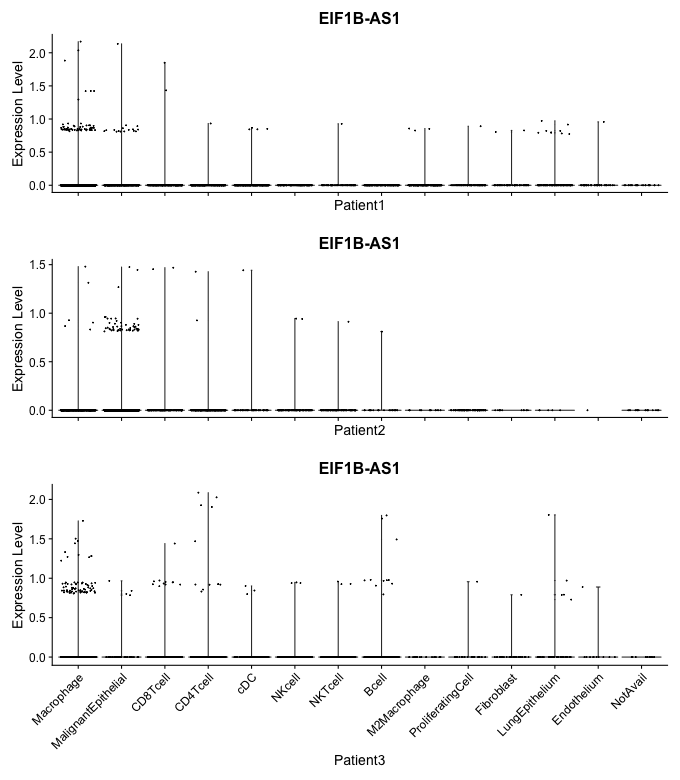 EIF1B-AS1
Expression Level
2.0
1.5
1.0
0.5
0.0
Patient1
EIF1B-AS1
Expression Level
1.5
1.0
0.5
0.0
Patient2
EIF1B-AS1
Expression Level
2.0
1.5
1.0
0.5
0.0
Macrophage
MalignantEpithelial
CD8Tcell
CD4Tcell
cDC
NKcell
NKTcell
Bcell
M2Macrophage
ProliferatingCell
Fibroblast
LungEpithelium
Endothelium
NotAvail
Patient3